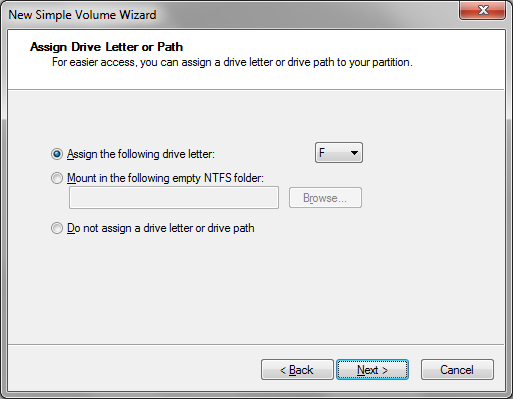 New Simple Volume Wizard
Assign Drive Letter or Path
For easier access, you can assign a drive letter or drive path to your partition.
Assign the following drive letter: F
Mount in the following empty NTFS folder:
Browse...
Do not assign a drive letter or drive path
< Back Next > Cancel